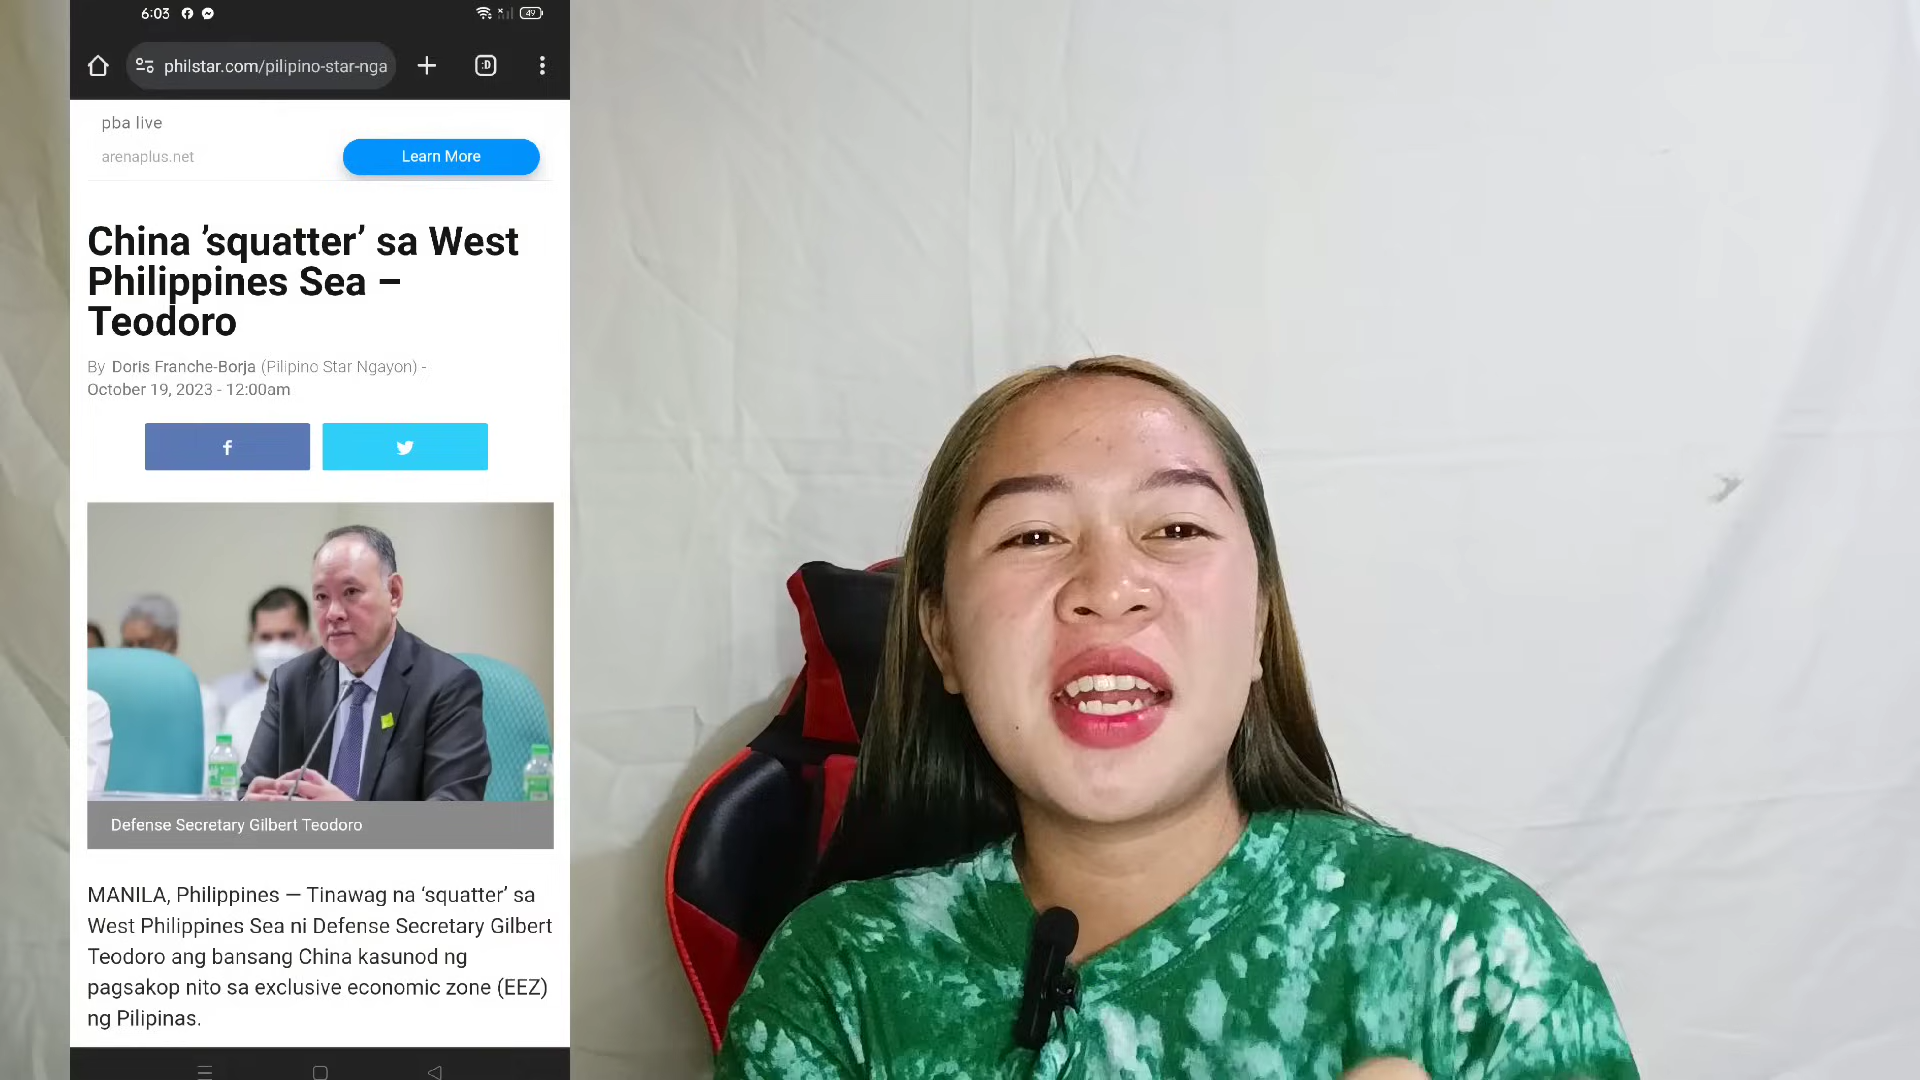 6:03
49
philstar.com/pilipino-star-nga
:D
pba live
arenaplus.net
Learn More
China ’squatter’ sa West
Philippines Sea –
Teodoro
By Doris Franche-Borja (Pilipino Star Ngayon) -
October 19, 2023 - 12:00am
f
Defense Secretary Gilbert Teodoro
MANILA, Philippines — Tinawag na ‘squatter’ sa
West Philippines Sea ni Defense Secretary Gilbert
Teodoro ang bansang China kasunod ng
pagsakop nito sa exclusive economic zone (EEZ)
ng Pilipinas.